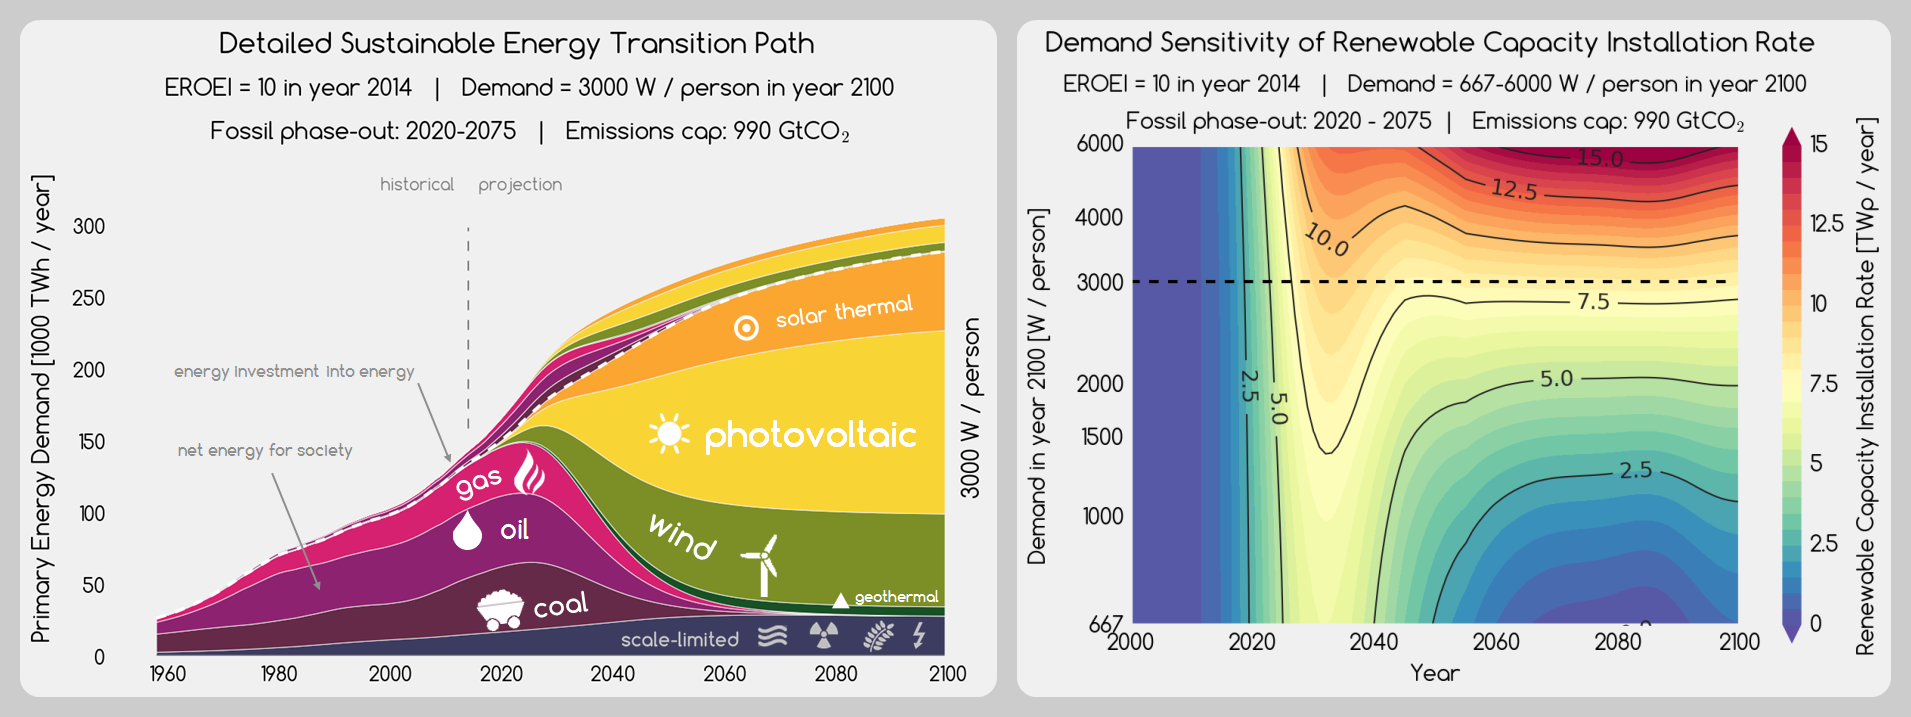 Detailed Sustainable Energy Transition Path
EROEI = 10 in year 2014 | Demand = 3000 W / person in year 2100
Fossil phase-out: 2020-2075 | Emissions cap: 990 GtCO₂
historical projection
Primary Energy Demand [1000 TWh / year]
300
250
200
150
100
50
0
energy investment into energy
net energy for society
solar thermal
photovoltaic
gas
oil
wind
coal
geothermal
scale-limited
3000 W / person
1960 1980 2000 2020 2040 2060 2080 2100
Demand Sensitivity of Renewable Capacity Installation Rate
EROEI = 10 in year 2014 | Demand = 667-6000 W / person in year 2100
Fossil phase-out: 2020 - 2075 | Emissions cap: 990 GtCO₂
Demand in year 2100 [W / person]
6000
4000
3000
2000
1500
1000
667
15.0
12.5
10.0
7.5
5.0
2.5
2.5
5.0
2000 2020 2040 2060 2080 2100
Year
15
12.5
10
7.5
5
2.5
0
Renewable Capacity Installation Rate [TWp / year]